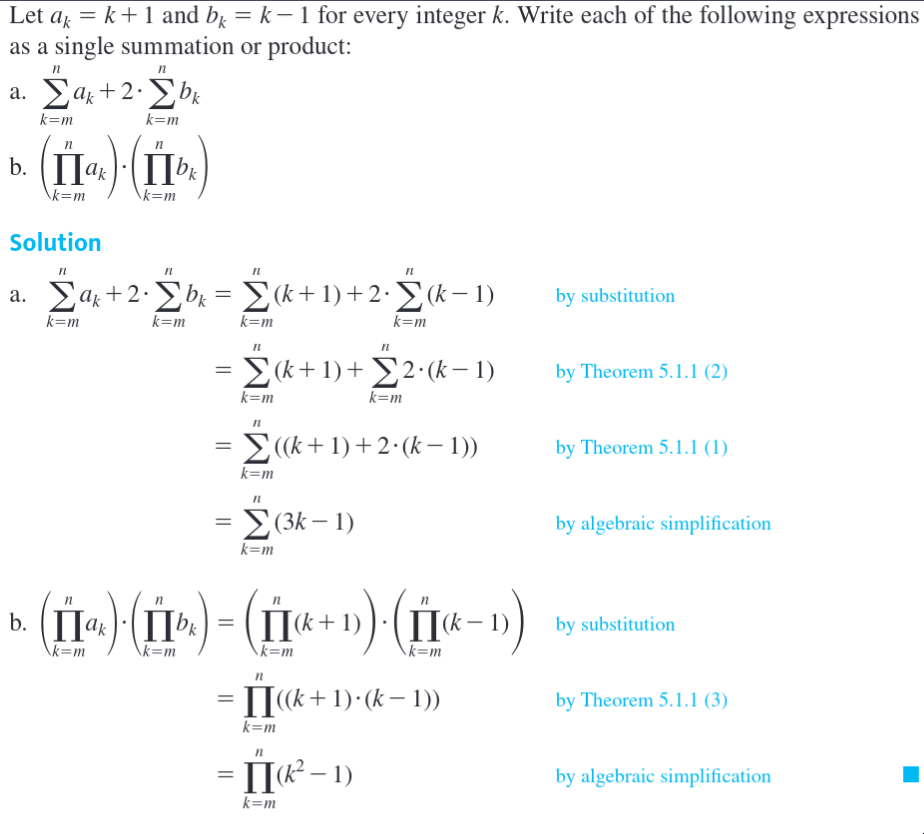 Let aₖ = k + 1 and bₖ = k − 1 for every integer k. Write each of the following expressions
as a single summation or product:
a. \sum_{k=m}^{n} a_k + 2 \cdot \sum_{k=m}^{n} b_k
b. \left(\prod_{k=m}^{n} a_k\right) \cdot \left(\prod_{k=m}^{n} b_k\right)
Solution
a. \sum_{k=m}^{n} a_k + 2 \cdot \sum_{k=m}^{n} b_k = \sum_{k=m}^{n} (k + 1) + 2 \cdot \sum_{k=m}^{n} (k − 1) by substitution
= \sum_{k=m}^{n} (k + 1) + \sum_{k=m}^{n} 2 \cdot (k − 1) by Theorem 5.1.1 (2)
= \sum_{k=m}^{n} ((k + 1) + 2 \cdot (k − 1)) by Theorem 5.1.1 (1)
= \sum_{k=m}^{n} (3k − 1) by algebraic simplification
b. \left(\prod_{k=m}^{n} a_k\right) \cdot \left(\prod_{k=m}^{n} b_k\right) = \left(\prod_{k=m}^{n} (k + 1)\right) \cdot \left(\prod_{k=m}^{n} (k − 1)\right) by substitution
= \prod_{k=m}^{n} ((k + 1) \cdot (k − 1)) by Theorem 5.1.1 (3)
= \prod_{k=m}^{n} (k² − 1) by algebraic simplification